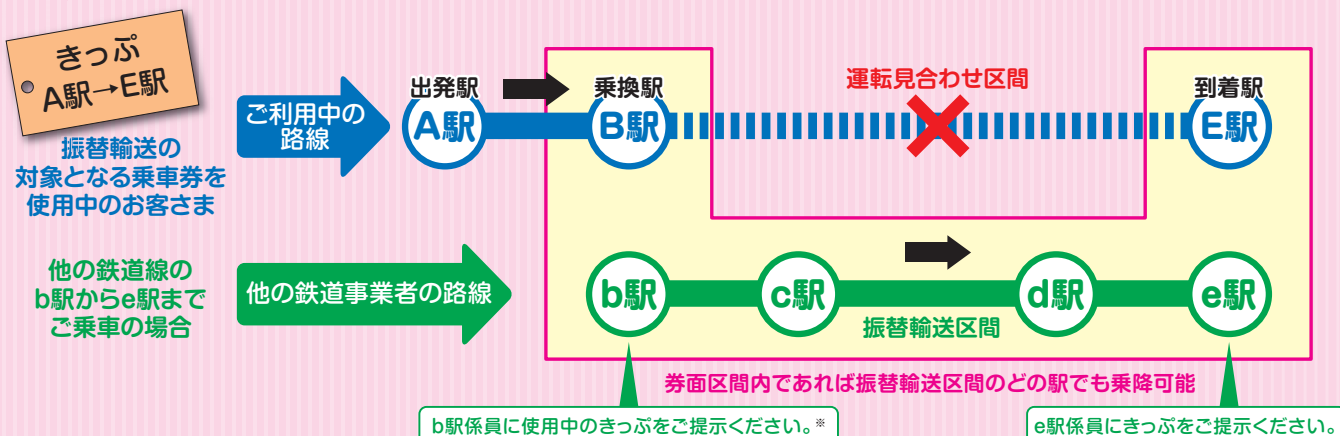 きっぷ
A駅→E駅
振替輸送の
対象となる乗車券を
使用中のお客さま
ご利用中の
路線
出発駅
A駅
乗換駅
B駅
運転見合わせ区間
到着駅
E駅
他の鉄道線の
b駅からe駅まで
ご乗車の場合
他の鉄道事業者の路線
b駅
c駅
d駅
e駅
振替輸送区間
券面区間内であれば振替輸送区間のどの駅でも乗降可能
b駅係員に使用中のきっぷをご提示ください。※
e駅係員にきっぷをご提示ください。